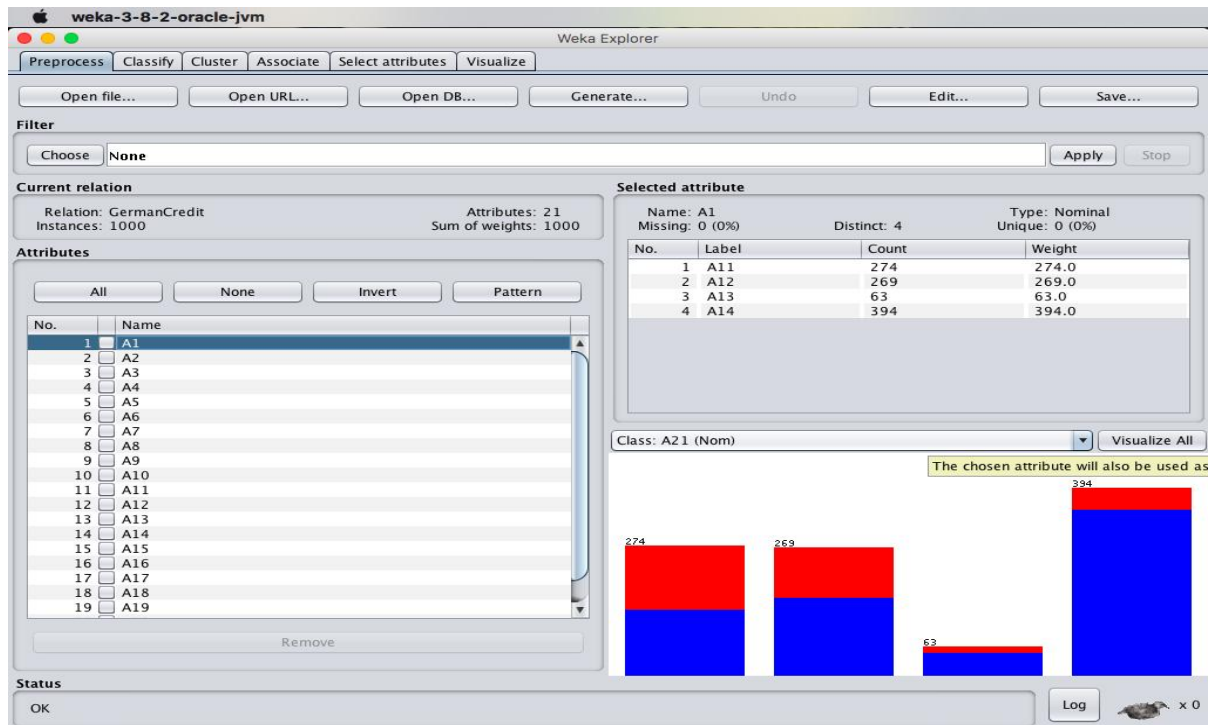 weka-3-8-2-oracle-jvm
Weka Explorer
Preprocess Classify Cluster Associate Select attributes Visualize
Open file... Open URL... Open DB... Generate... Undo Edit... Save...
Filter
Choose None Apply Stop
Current relation
Relation: GermanCredit Attributes: 21
Instances: 1000 Sum of weights: 1000
Attributes
All None Invert Pattern
No. Name
1 A1
2 A2
3 A3
4 A4
5 A5
6 A6
7 A7
8 A8
9 A9
10 A10
11 A11
12 A12
13 A13
14 A14
15 A15
16 A16
17 A17
18 A18
19 A19
Remove
Selected attribute
Name: A1 Type: Nominal
Missing: 0 (0%) Distinct: 4 Unique: 0 (0%)
No. Label Count Weight
1 A11 274 274.0
2 A12 269 269.0
3 A13 63 63.0
4 A14 394 394.0
Class: A21 (Nom) Visualize All
The chosen attribute will also be used as
394
274
269
63
Status
OK
Log x 0